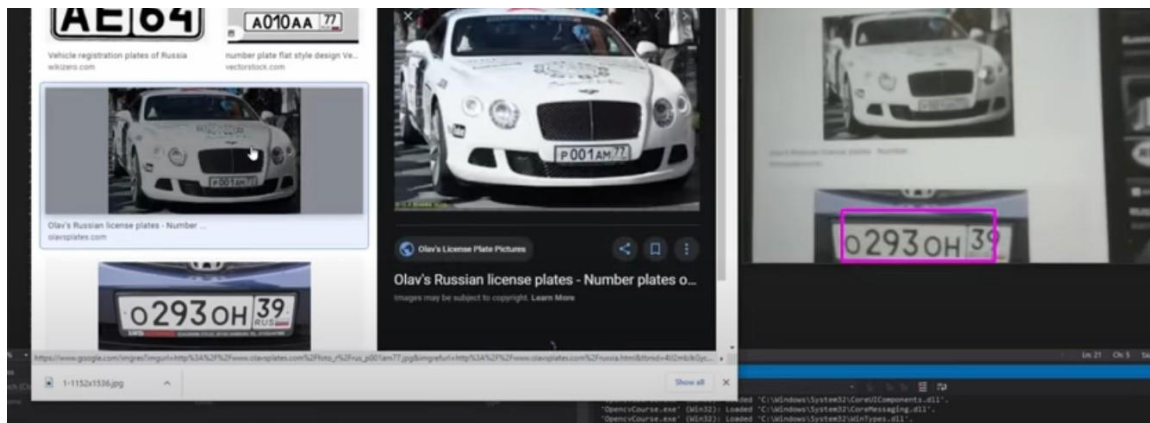 AE64
A010AA 77
Vehicle registration plates of Russia
wikizero.com
number plate flat style design Ve...
vectorstock.com
P001AM 77
Olav's Russian license plates - Number ...
olavsplates.com
O293OH 39
RUS
P001AM 77
Olav's License Plate Pictures
Olav's Russian license plates - Number plates o...
Images may be subject to copyright. Learn More
1-1152x1536.jpg
Show all
O293OH 39
Ln 21 Ch 5
'OpencvCourse.exe' (Win32): Loaded 'C:\Windows\System32\CoreUIComponents.dll'.
'OpencvCourse.exe' (Win32): Loaded 'C:\Windows\System32\CoreMessaging.dll'.
'OpencvCourse.exe' (Win32): Loaded 'C:\Windows\System32\WinTypes.dll'.